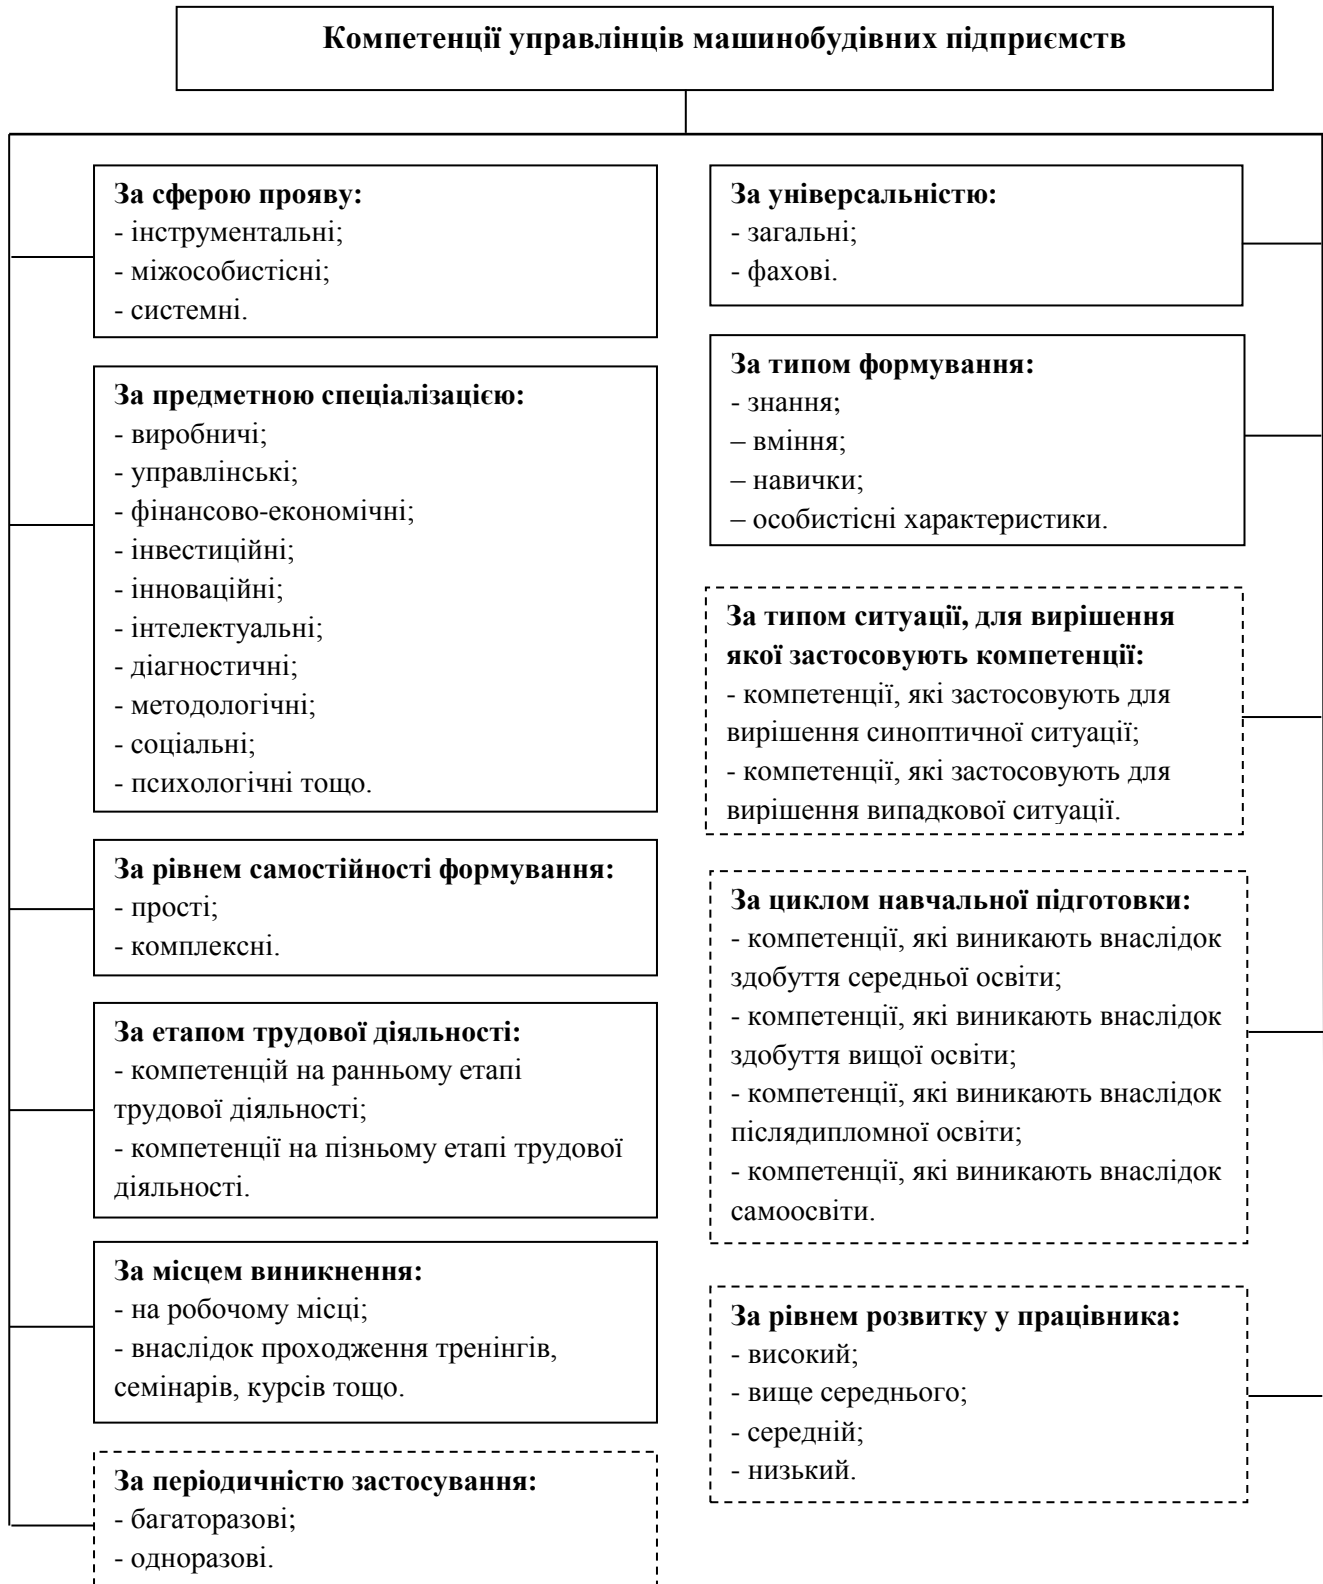 Компетенції управлінців машинобудівних підприємств
За сферою прояву:
- інструментальні;
- міжособистісні;
- системні.
За предметною спеціалізацією:
- виробничі;
- управлінські;
- фінансово-економічні;
- інвестиційні;
- інноваційні;
- інтелектуальні;
- діагностичні;
- методологічні;
- соціальні;
- психологічні тощо.
За рівнем самостійності формування:
- прості;
- комплексні.
За етапом трудової діяльності:
- компетенцій на ранньому етапі
трудової діяльності;
- компетенції на пізньому етапі трудової
діяльності.
За місцем виникнення:
- на робочому місці;
- внаслідок проходження тренінгів,
семінарів, курсів тощо.
За періодичністю застосування:
- багаторазові;
- одноразові.
За універсальністю:
- загальні;
- фахові.
За типом формування:
- знання;
– вміння;
– навички;
– особистісні характеристики.
За типом ситуації, для вирішення
якої застосовують компетенції:
- компетенції, які застосовують для
вирішення синоптичної ситуації;
- компетенції, які застосовують для
вирішення випадкової ситуації.
За циклом навчальної підготовки:
- компетенції, які виникають внаслідок
здобуття середньої освіти;
- компетенції, які виникають внаслідок
здобуття вищої освіти;
- компетенції, які виникають внаслідок
післядипломної освіти;
- компетенції, які виникають внаслідок
самоосвіти.
За рівнем розвитку у працівника:
- високий;
- вище середнього;
- середній;
- низький.